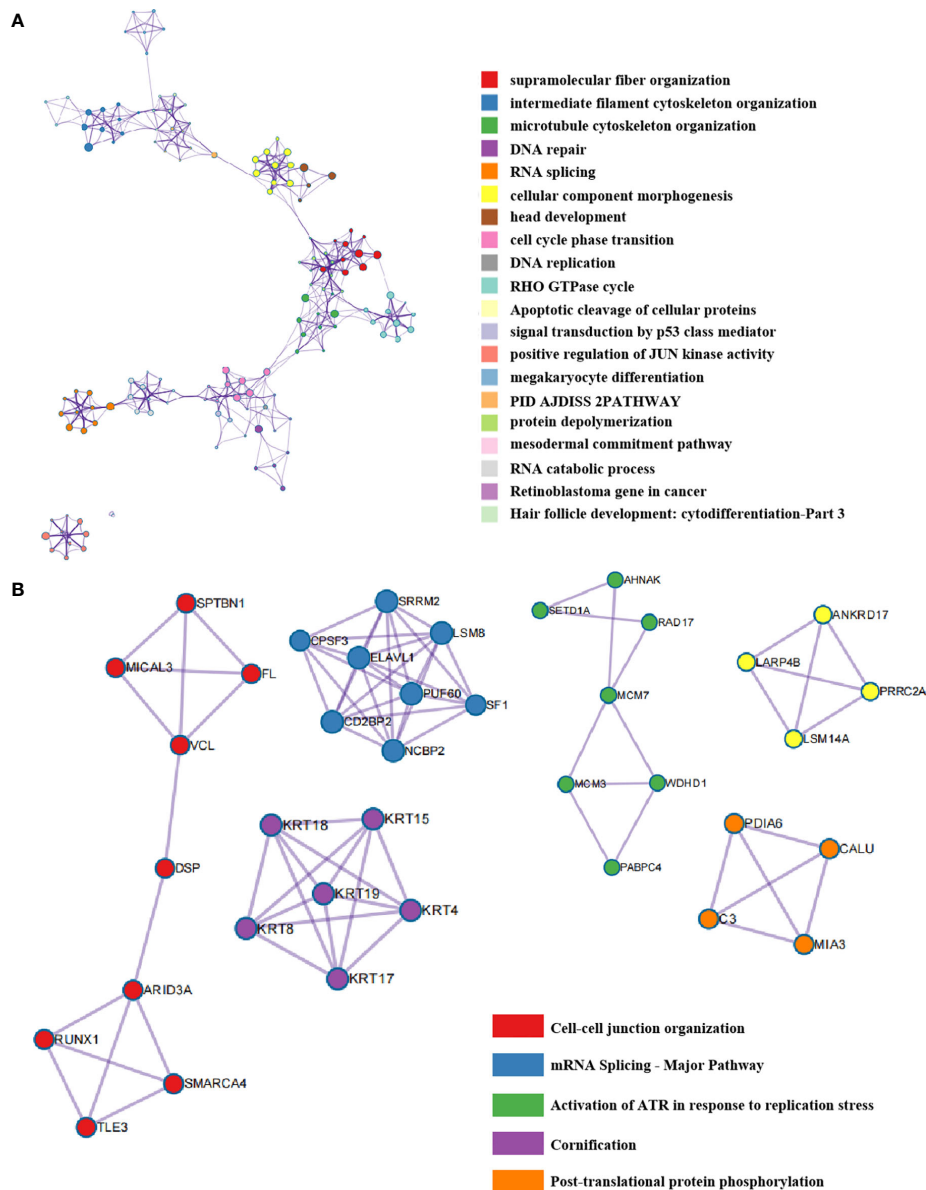 A
supramolecular fiber organization
intermediate filament cytoskeleton organization
microtubule cytoskeleton organization
DNA repair
RNA splicing
cellular component morphogenesis
head development
cell cycle phase transition
DNA replication
RHO GTPase cycle
Apoptotic cleavage of cellular proteins
signal transduction by p53 class mediator
positive regulation of JUN kinase activity
megakaryocyte differentiation
PID AJDISS 2PATHWAY
protein depolymerization
mesodermal commitment pathway
RNA catabolic process
Retinoblastoma gene in cancer
Hair follicle development: cytodifferentiation-Part 3
B
SPTBN1
MICAL3
FL
VCL
DSP
ARID3A
RUNX1
SMARCA4
TLE3
SRRM2
CPSF3
LSM8
ELAVL1
PUF60
SF1
CD2BP2
NCBP2
KRT18
KRT15
KRT19
KRT4
KRT8
KRT17
AHNAK
SETD1A
RAD17
MCM7
MCM3
WDHD1
PABPC4
ANKRD17
LARP4B
PRRC2A
LSM14A
PDIA6
CALU
C3
MIA3
Cell-cell junction organization
mRNA Splicing - Major Pathway
Activation of ATR in response to replication stress
Cornification
Post-translational protein phosphorylation